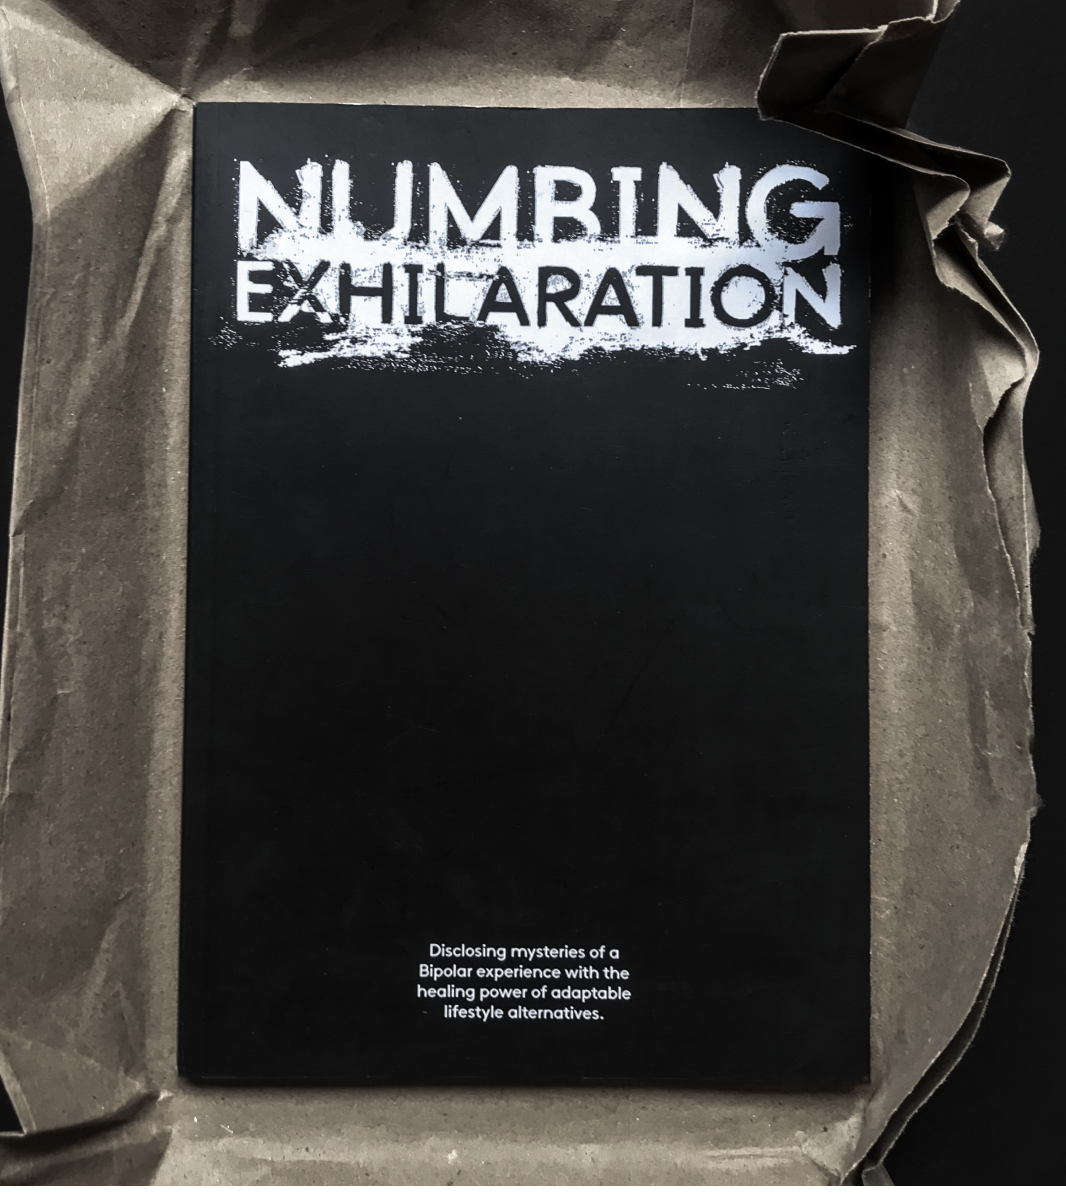 NUMBING
EXHILARATION
Disclosing mysteries of a
Bipolar experience with the
healing power of adaptable
lifestyle alternatives.